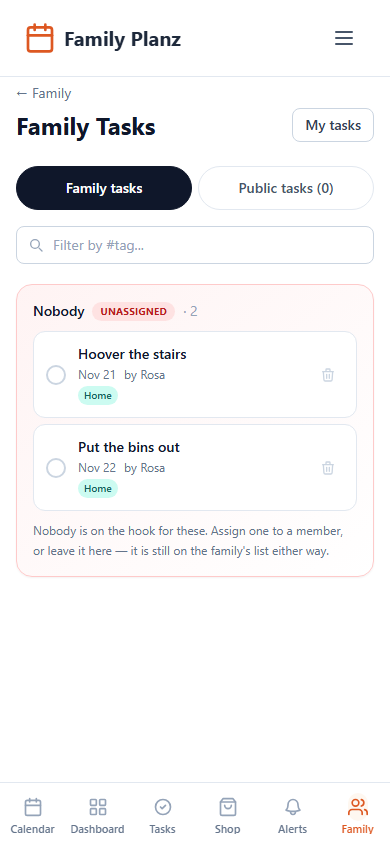 Family Planz
← Family
Family Tasks
My tasks
Family tasks
Public tasks (0)
Filter by #tag...
Nobody UNASSIGNED · 2
Hoover the stairs
Nov 21 by Rosa
Home
Put the bins out
Nov 22 by Rosa
Home
Nobody is on the hook for these. Assign one to a member,
or leave it here — it is still on the family's list either way.
Calendar Dashboard Tasks Shop Alerts Family